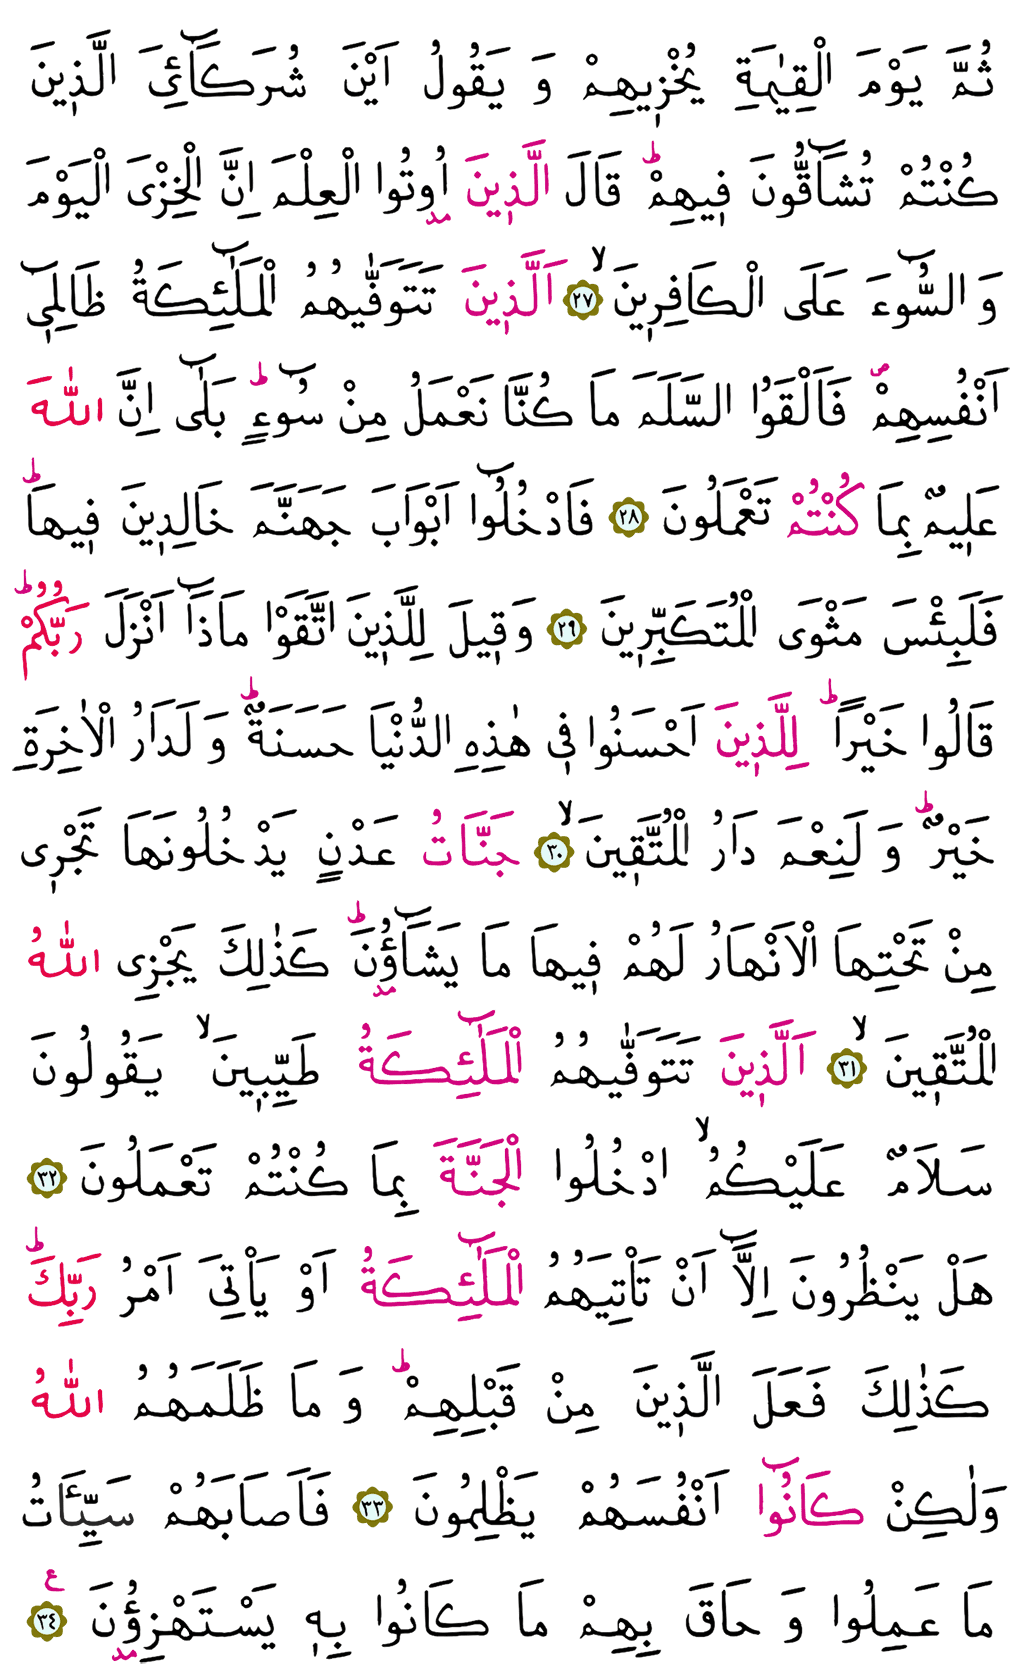 ثُمَّ يَوْمَ الْقِيٰمَةِ يُخْزٖيهِمْ وَ يَقُولُ اَيْنَ شُرَكَٓائِىَ الَّذٖينَ
كُنْتُمْ تُشَٓاقُّونَ فٖيهِمْؕ قَالَ الَّذٖينَ اُوتُوا الْعِلْمَ اِنَّ الْخِزْىَ الْيَوْمَ
وَ السُّٓوءَ عَلَى الْكَافِرٖينَۙ ﴿٢٧﴾ اَلَّذٖينَ تَتَوَفّٰيهُمُ الْمَلٰٓئِكَةُ ظَالِمٖٓى
اَنْفُسِهِمْࣕ فَاَلْقَوُا السَّلَمَ مَا كُنَّا نَعْمَلُ مِنْ سُٓوءٍؕ بَلٰٓى اِنَّ اللّٰهَ
عَلٖيمٌ بِمَا كُنْتُمْ تَعْمَلُونَ ﴿٢٨﴾ فَادْخُلُٓوا اَبْوَابَ جَهَنَّمَ خَالِدٖينَ فٖيهَاؕ
فَلَبِئْسَ مَثْوَى الْمُتَكَبِّرٖينَ ﴿٢٩﴾ وَقٖيلَ لِلَّذٖينَ اتَّقَوْا مَاذَٓا اَنْزَلَ رَبُّكُمْؕ
قَالُوا خَيْرًاؕ لِلَّذٖينَ اَحْسَنُوا فٖى هٰذِهِ الدُّنْيَا حَسَنَةٌؕ وَ لَدَارُ الْاٰخِرَةِ
خَيْرٌؕ وَ لَنِعْمَ دَارُ الْمُتَّقٖينَۙ ﴿٣٠﴾ جَنَّاتُ عَدْنٍ يَدْخُلُونَهَا تَجْرٖى
مِنْ تَحْتِهَا الْاَنْهَارُ لَهُمْ فٖيهَا مَا يَشَٓاؤُ۫نَؕ كَذٰلِكَ يَجْزِى اللّٰهُ
الْمُتَّقٖينَۙ ﴿٣١﴾ اَلَّذٖينَ تَتَوَفّٰيهُمُ الْمَلٰٓئِكَةُ طَيِّبٖينَۙ يَقُولُونَ
سَلَامٌ عَلَيْكُمُۙ ادْخُلُوا الْجَنَّةَ بِمَا كُنْتُمْ تَعْمَلُونَ ﴿٣٢﴾
هَلْ يَنْظُرُونَ اِلَّٓا اَنْ تَاْتِيَهُمُ الْمَلٰٓئِكَةُ اَوْ يَاْتِىَ اَمْرُ رَبِّكَؕ
كَذٰلِكَ فَعَلَ الَّذٖينَ مِنْ قَبْلِهِمْؕ وَ مَا ظَلَمَهُمُ اللّٰهُ
وَلٰكِنْ كَانُٓوا اَنْفُسَهُمْ يَظْلِمُونَ ﴿٣٣﴾ فَاَصَابَهُمْ سَيِّـَٔاتُ
مَا عَمِلُوا وَ حَاقَ بِهِمْ مَا كَانُوا بِهٖ يَسْتَهْزِؤُ۫نَ ع ﴿٣٤﴾